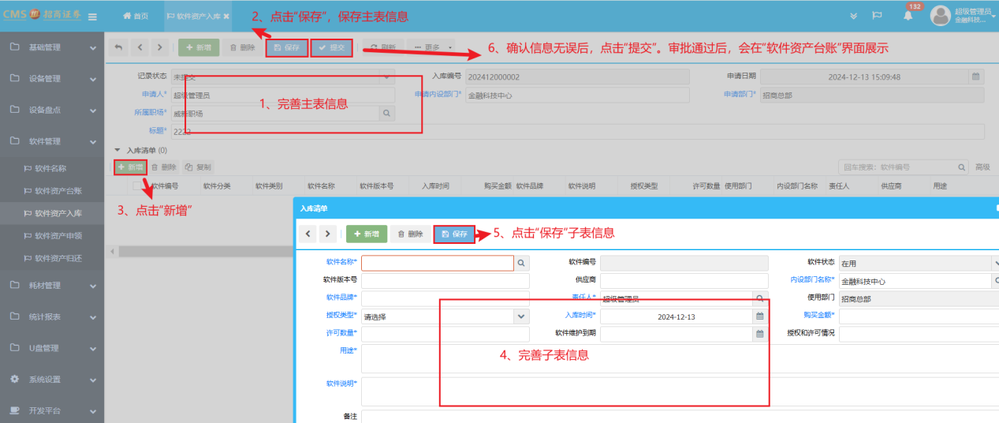 CMS 招商证券
首页
软件资产入库
2、点击“保存”，保存主表信息
132
超级管理员
金融科技...
基础管理
设备管理
设备盘点
软件管理
软件名称
软件资产台账
软件资产入库
软件资产申领
软件资产归还
耗材管理
统计报表
U盘管理
系统设置
开发平台
新增 删除 保存 提交 刷新 更多
6、确认信息无误后，点击“提交”。审批通过后，会在“软件资产台账”界面展示
记录状态 未提交 入库编号 202412000002 申请日期 2024-12-13 15:09:48
申请人* 超级管理员 申请内设部门* 金融科技中心 申请部门* 招商总部
1、完善主表信息
所属职场* 威新职场
标题* 2222
入库清单 (0)
新增 删除 复制 回车搜索：软件编号 高级
软件编号 软件分类 软件类别 软件名称 软件版本号 入库时间 购买金额 软件品牌 软件说明 授权类型 许可数量 使用部门 内设部门名称 责任人 供应商 用途
3、点击“新增”
入库清单
新增 删除 保存
5、点击“保存”子表信息
软件名称* 软件编号 软件状态 在用
软件版本号 供应商 内设部门名称* 金融科技中心
软件品牌* 责任人* 超级管理员 使用部门 招商总部
授权类型* 请选择 入库时间* 2024-12-13 购买金额*
许可数量* 软件维护到期 授权和许可情况
用途*
4、完善子表信息
软件说明*
备注